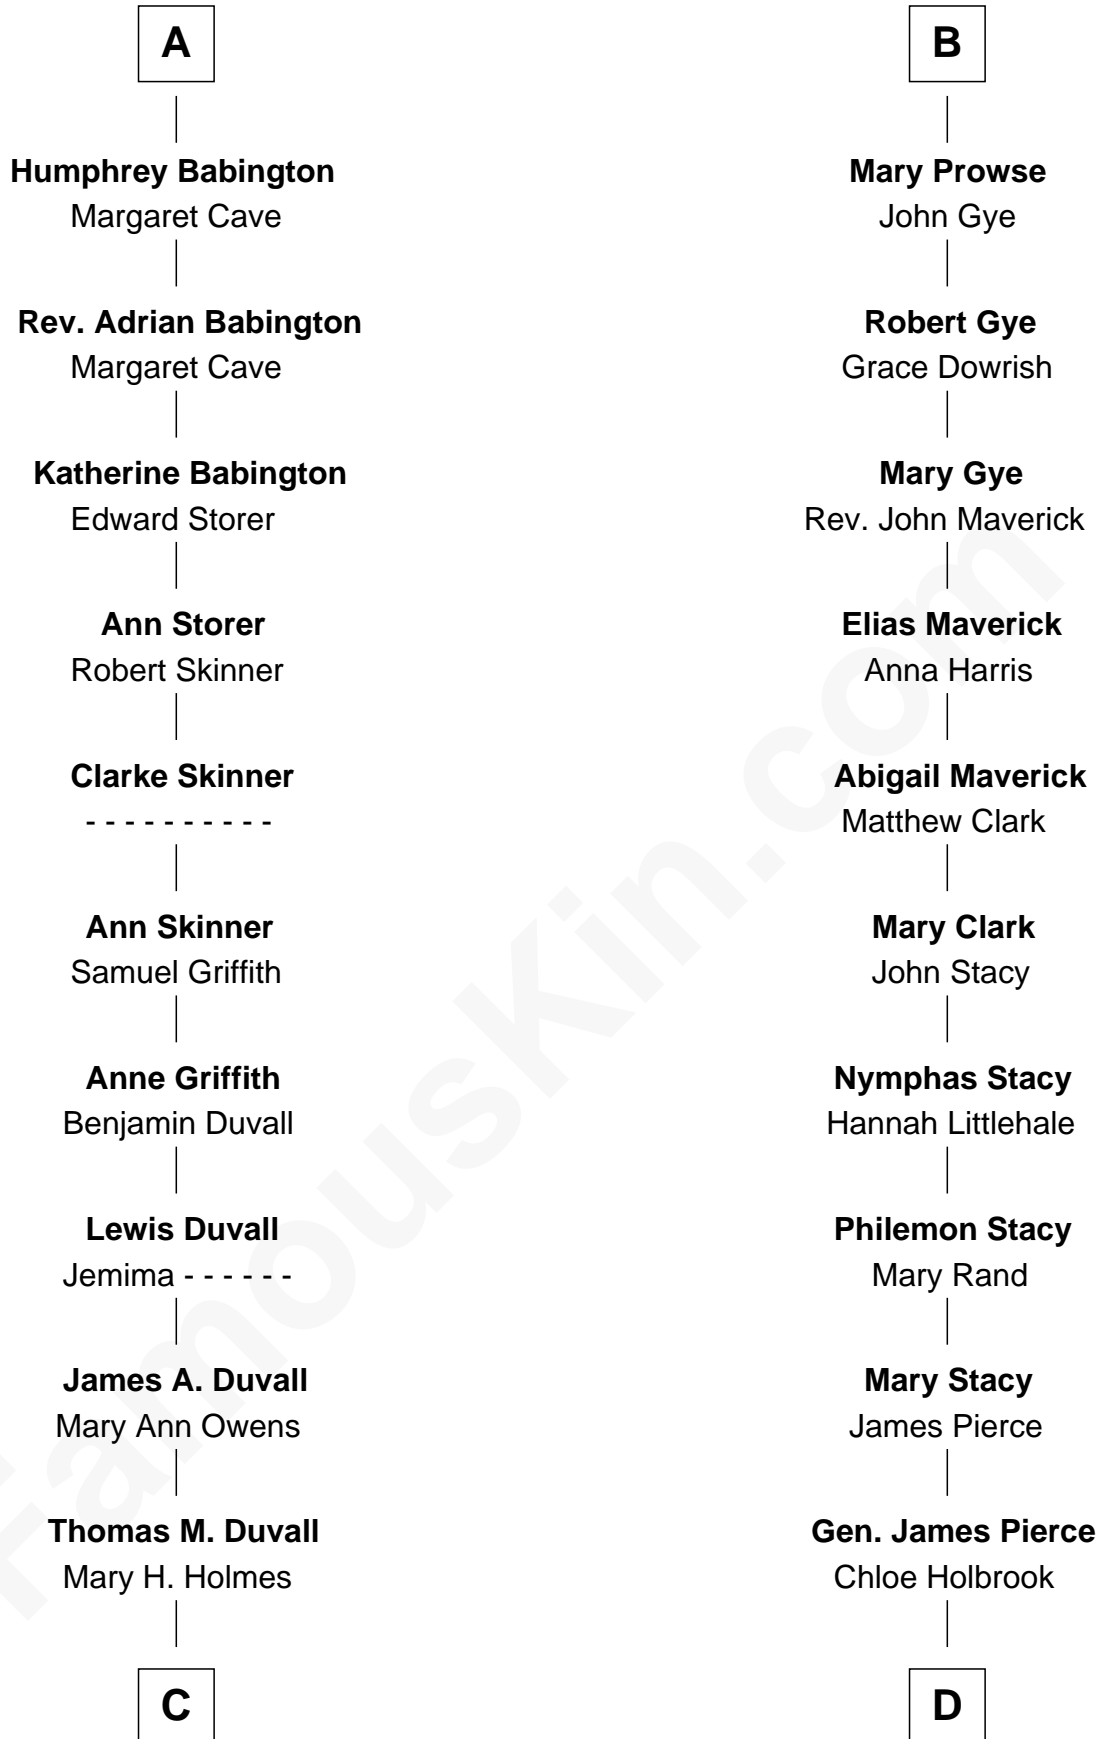 A
Humphrey Babington
Margaret Cave
Rev. Adrian Babington
Margaret Cave
Katherine Babington
Edward Storer
Ann Storer
Robert Skinner
Clarke Skinner
- - - - - - - - - -
Ann Skinner
Samuel Griffith
Anne Griffith
Benjamin Duvall
Lewis Duvall
Jemima - - - - - -
James A. Duvall
Mary Ann Owens
Thomas M. Duvall
Mary H. Holmes
C
B
Mary Prowse
John Gye
Robert Gye
Grace Dowrish
Mary Gye
Rev. John Maverick
Elias Maverick
Anna Harris
Abigail Maverick
Matthew Clark
Mary Clark
John Stacy
Nymphas Stacy
Hannah Littlehale
Philemon Stacy
Mary Rand
Mary Stacy
James Pierce
Gen. James Pierce
Chloe Holbrook
D
FamousKin.com